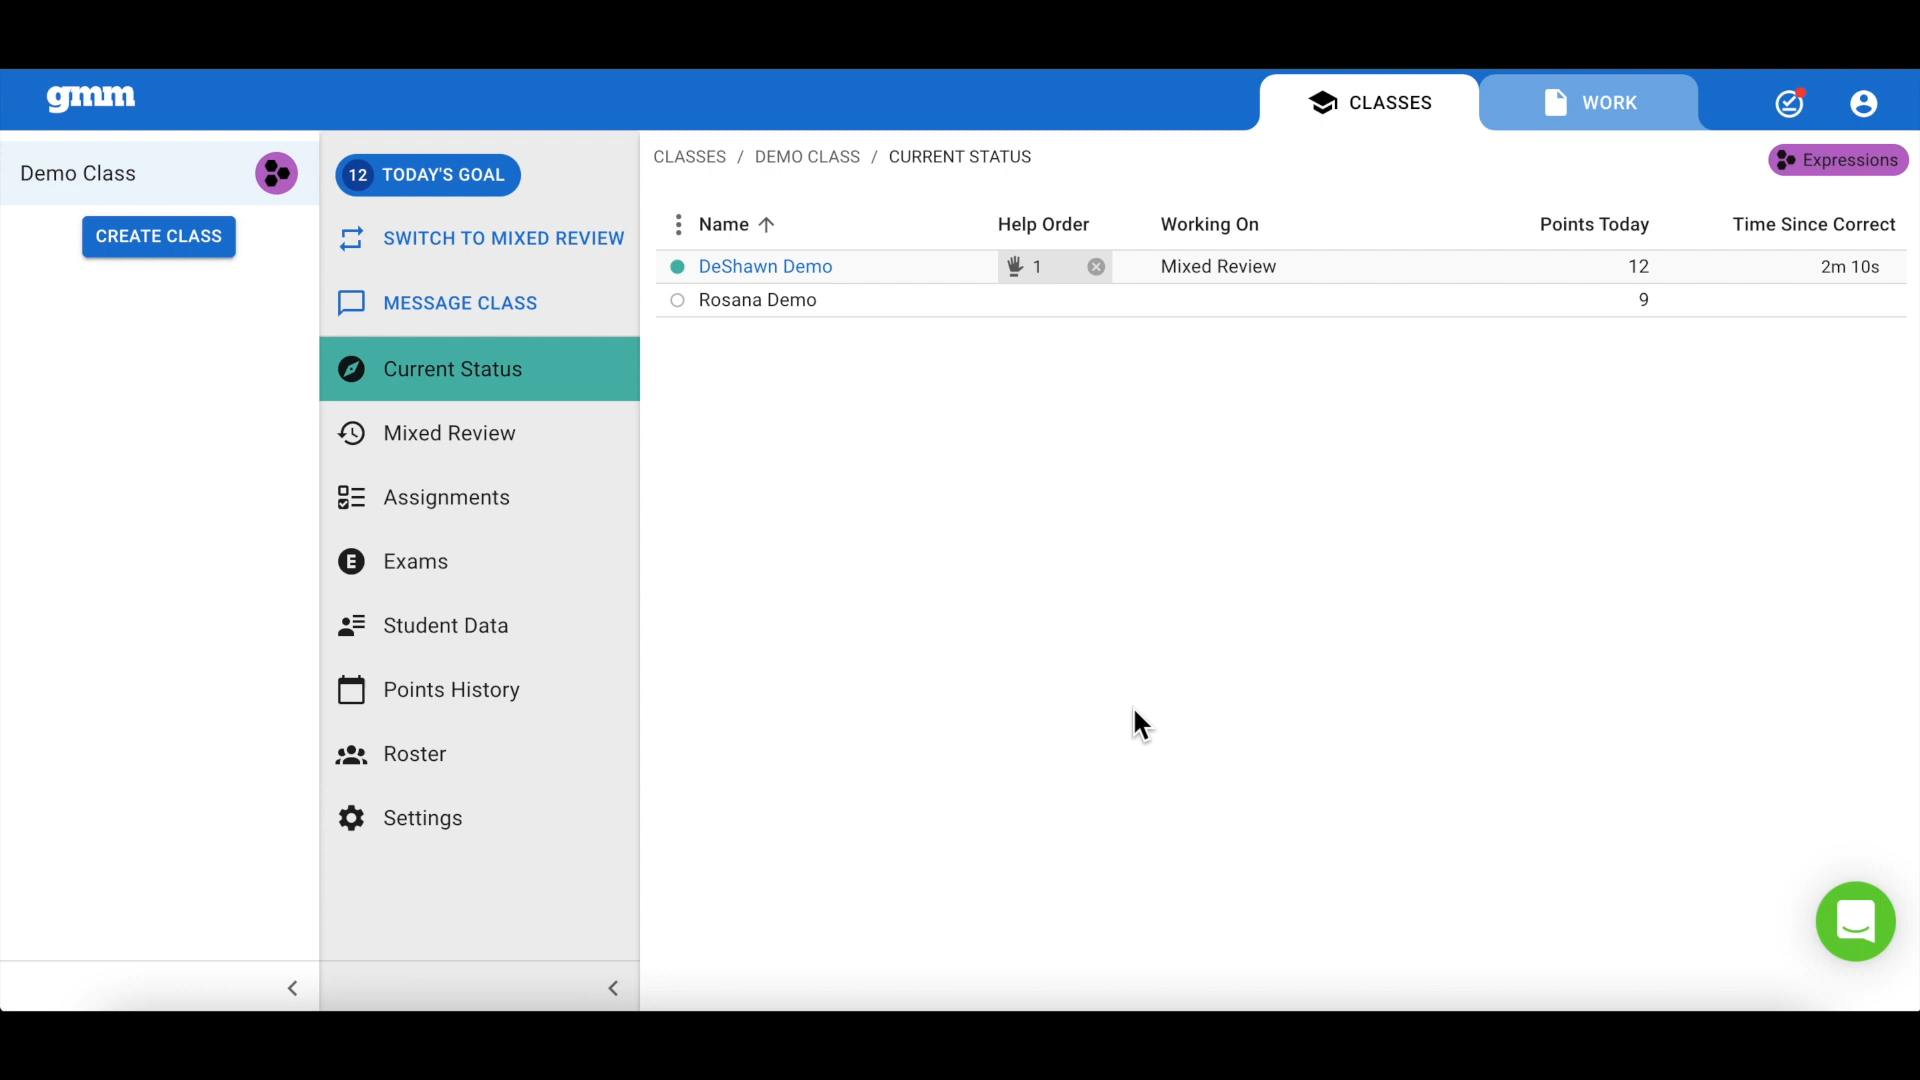 gmm
CLASSES
WORK
Demo Class
CREATE CLASS
12 TODAY'S GOAL
SWITCH TO MIXED REVIEW
MESSAGE CLASS
Current Status
Mixed Review
Assignments
E Exams
Student Data
Points History
Roster
Settings
CLASSES / DEMO CLASS / CURRENT STATUS
Expressions
Name Help Order Working On Points Today Time Since Correct
DeShawn Demo 1 Mixed Review 12 2m 10s
Rosana Demo 9